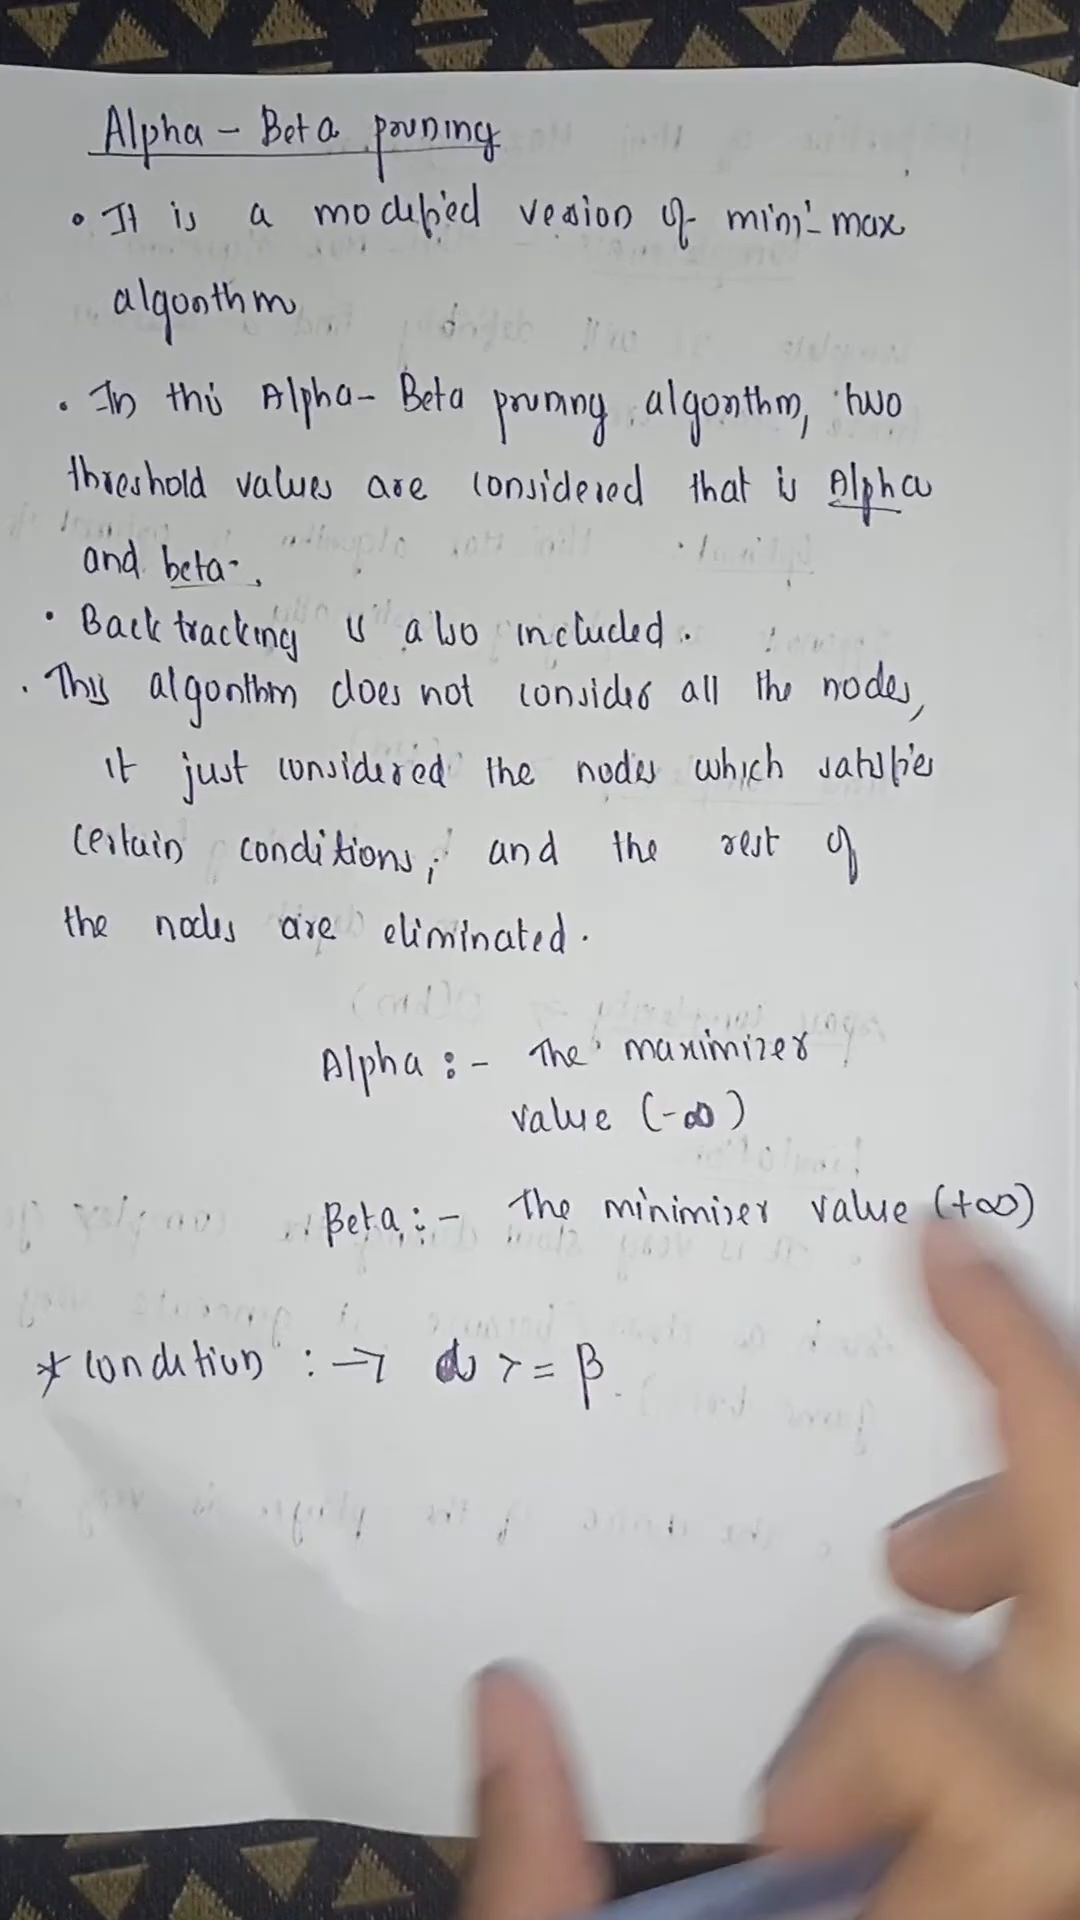 Alpha - Beta pruning
• It is a modified vesion of mini-max
algorithm
• In this Alpha- Beta pruning algorithm, two
threshold values are considered that is Alpha
and beta.
• Back tracking is also included.
• This algorithm does not consider all the nodes,
it just considered the nodes which satisfies
certain conditions, and the rest of
the nodes are eliminated.
Alpha :- The maximizer
value (-∞)
Beta :- The minimizer value (+∞)
* condition :→ α >= β